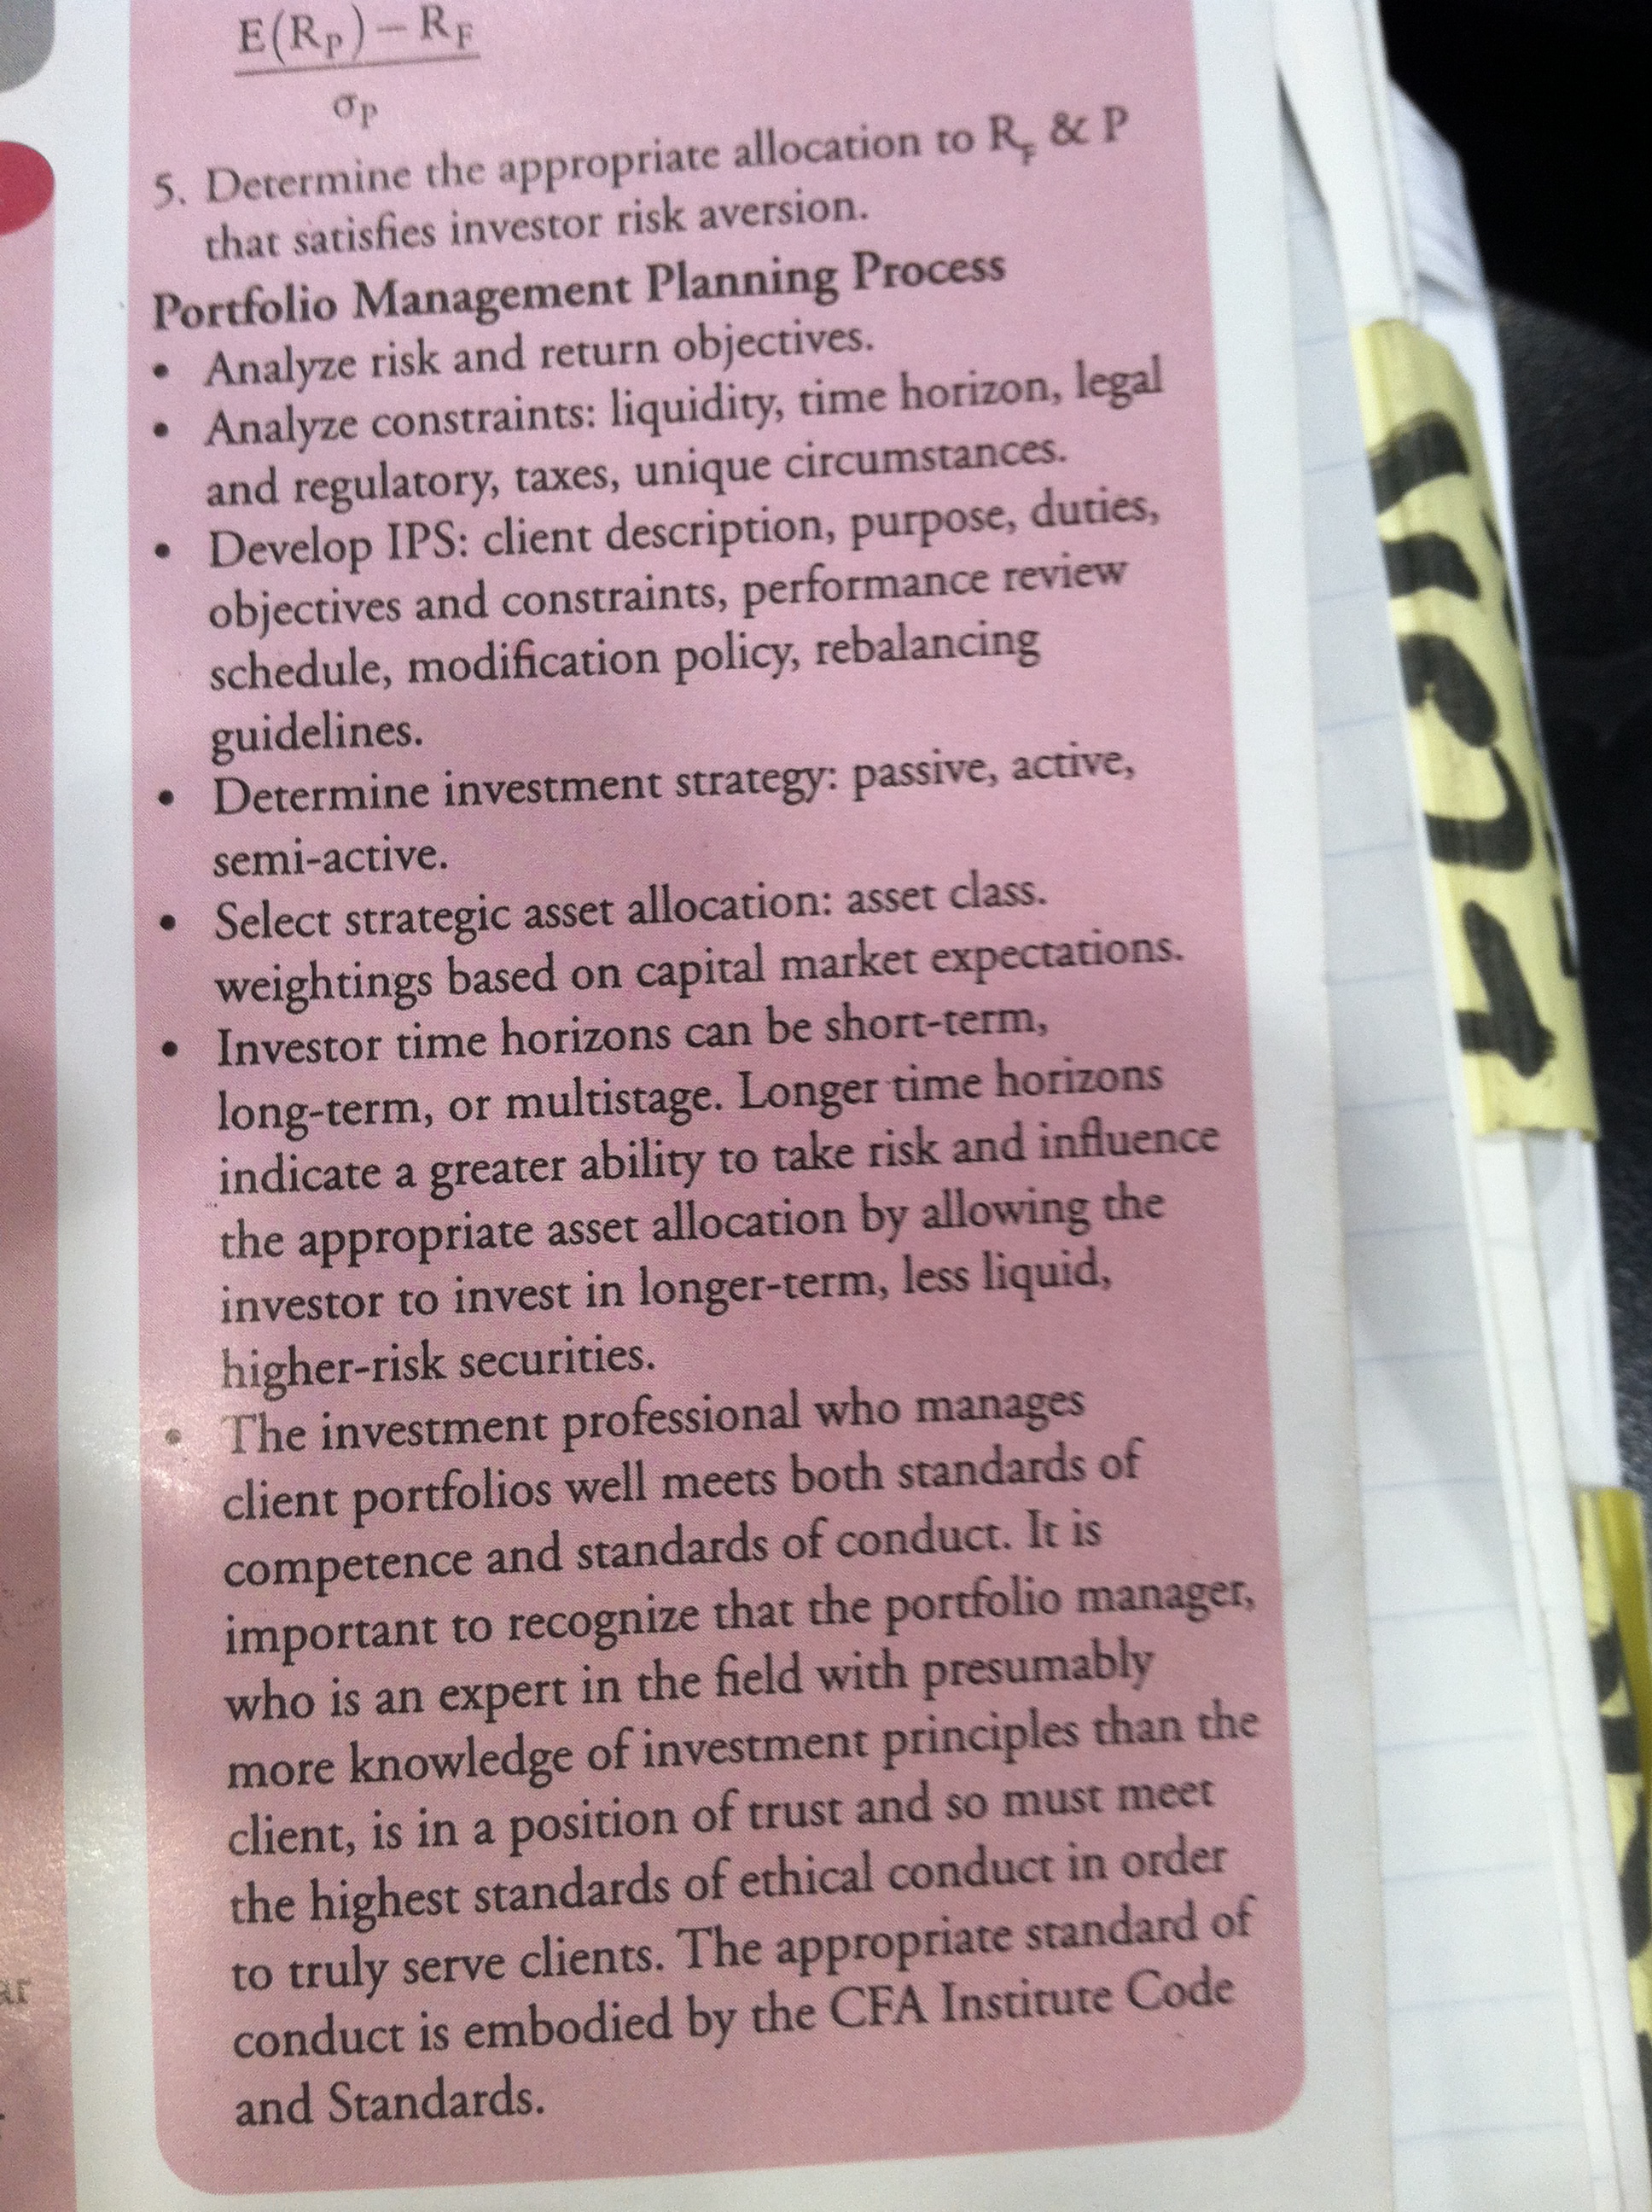 E(R_P) – R_F
σ_P
5. Determine the appropriate allocation to R_F & P
that satisfies investor risk aversion.
Portfolio Management Planning Process
• Analyze risk and return objectives.
• Analyze constraints: liquidity, time horizon, legal
and regulatory, taxes, unique circumstances.
• Develop IPS: client description, purpose, duties,
objectives and constraints, performance review
schedule, modification policy, rebalancing
guidelines.
• Determine investment strategy: passive, active,
semi-active.
• Select strategic asset allocation: asset class.
weightings based on capital market expectations.
• Investor time horizons can be short-term,
long-term, or multistage. Longer time horizons
indicate a greater ability to take risk and influence
the appropriate asset allocation by allowing the
investor to invest in longer-term, less liquid,
higher-risk securities.
• The investment professional who manages
client portfolios well meets both standards of
competence and standards of conduct. It is
important to recognize that the portfolio manager,
who is an expert in the field with presumably
more knowledge of investment principles than the
client, is in a position of trust and so must meet
the highest standards of ethical conduct in order
to truly serve clients. The appropriate standard of
conduct is embodied by the CFA Institute Code
and Standards.